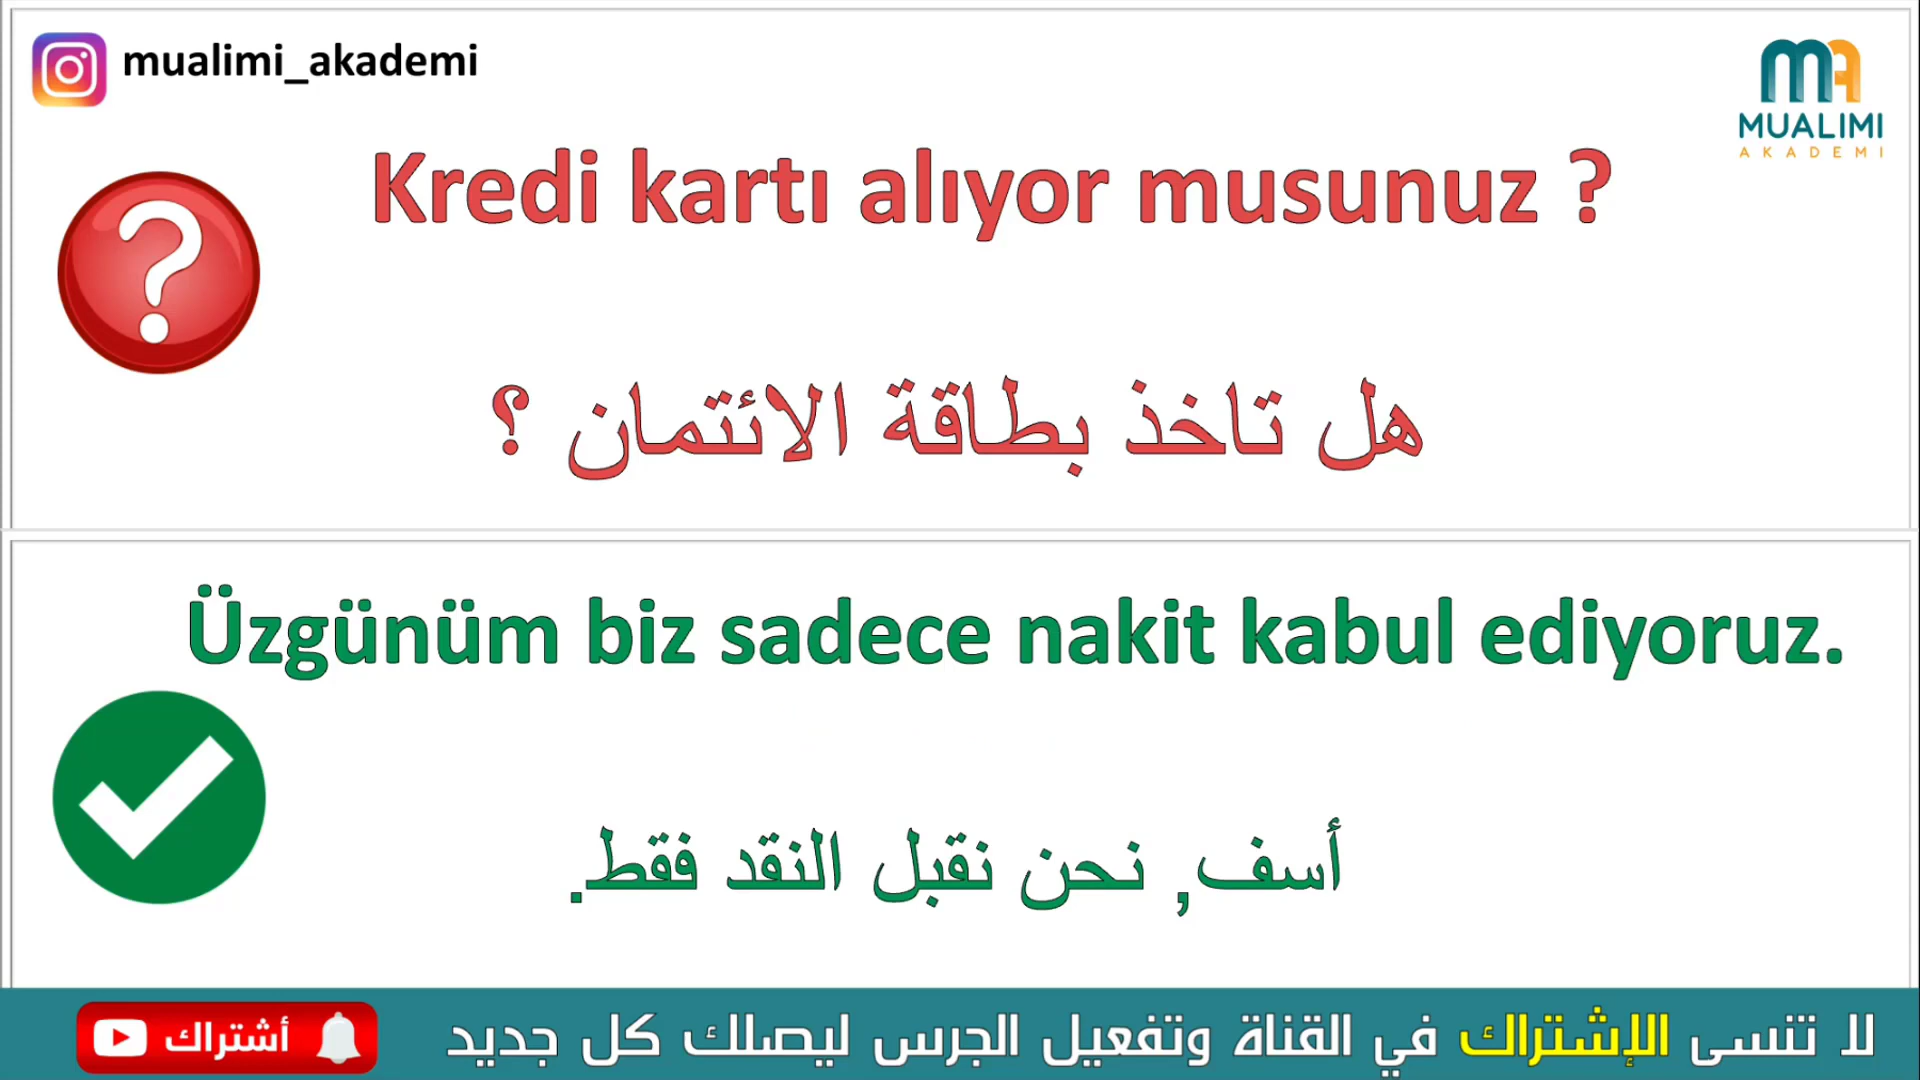 mualimi_akademi
MUALIMI
AKADEMI
Kredi kartı alıyor musunuz ?
هل تاخذ بطاقة الائتمان ؟
Üzgünüm biz sadece nakit kabul ediyoruz.
أسف, نحن نقبل النقد فقط.
لا تنسى الإشتراك في القناة وتفعيل الجرس ليصلك كل جديد
أشتراك